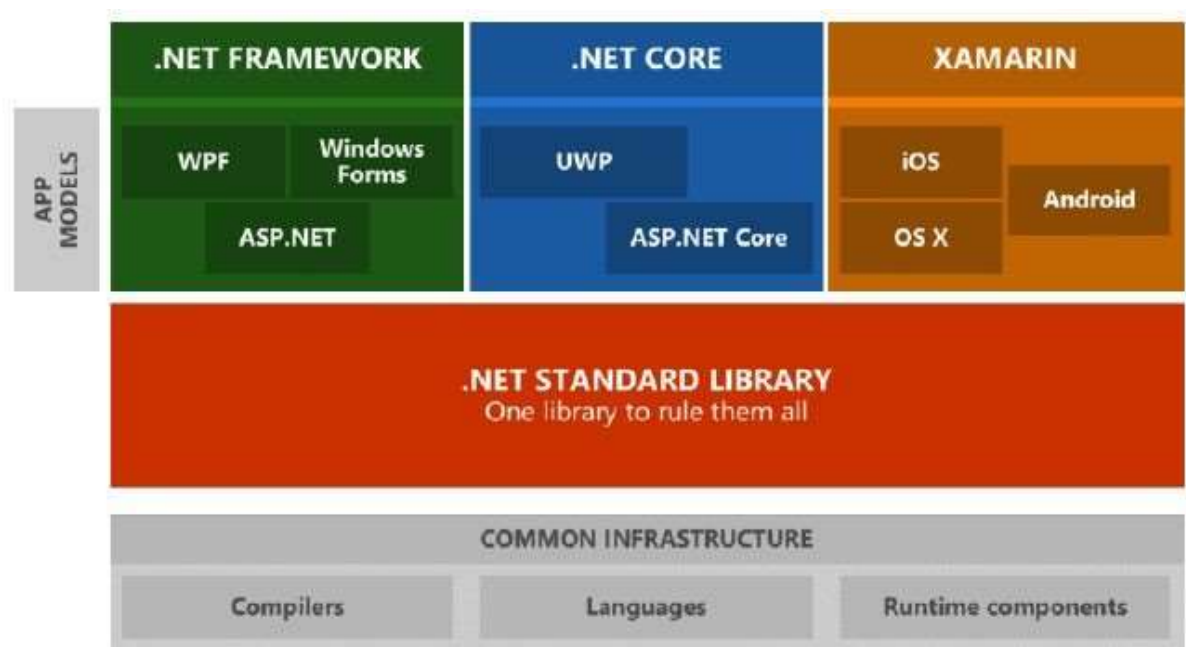 .NET FRAMEWORK
.NET CORE
XAMARIN
APP
MODELS
WPF
Windows
Forms
ASP.NET
UWP
ASP.NET Core
iOS
Android
OS X
.NET STANDARD LIBRARY
One library to rule them all
COMMON INFRASTRUCTURE
Compilers
Languages
Runtime components